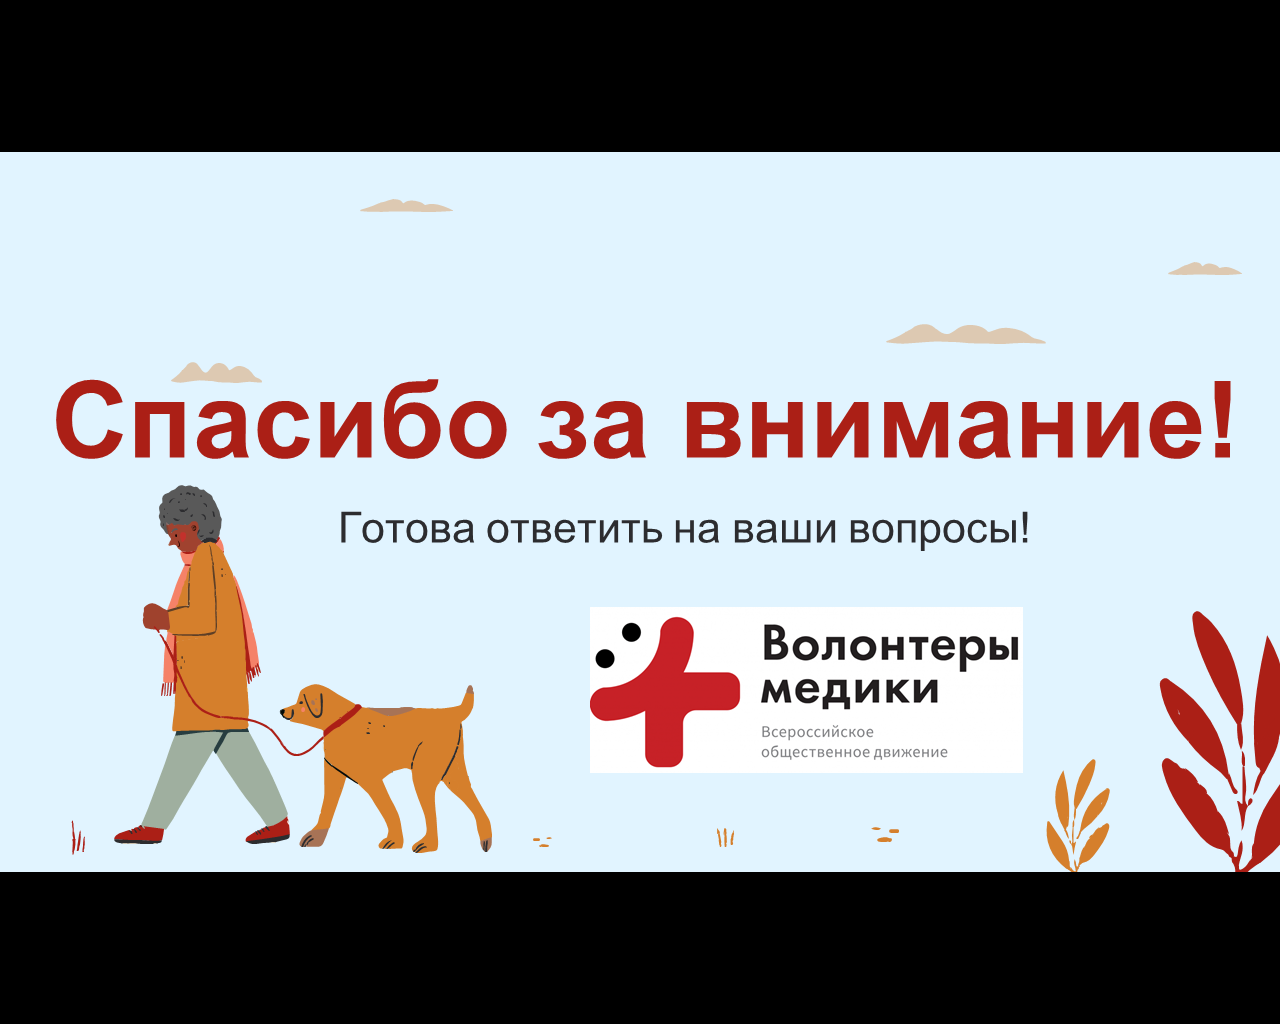 Спасибо за внимание!
Готова ответить на ваши вопросы!
Волонтеры
медики
Всероссийское
общественное движение